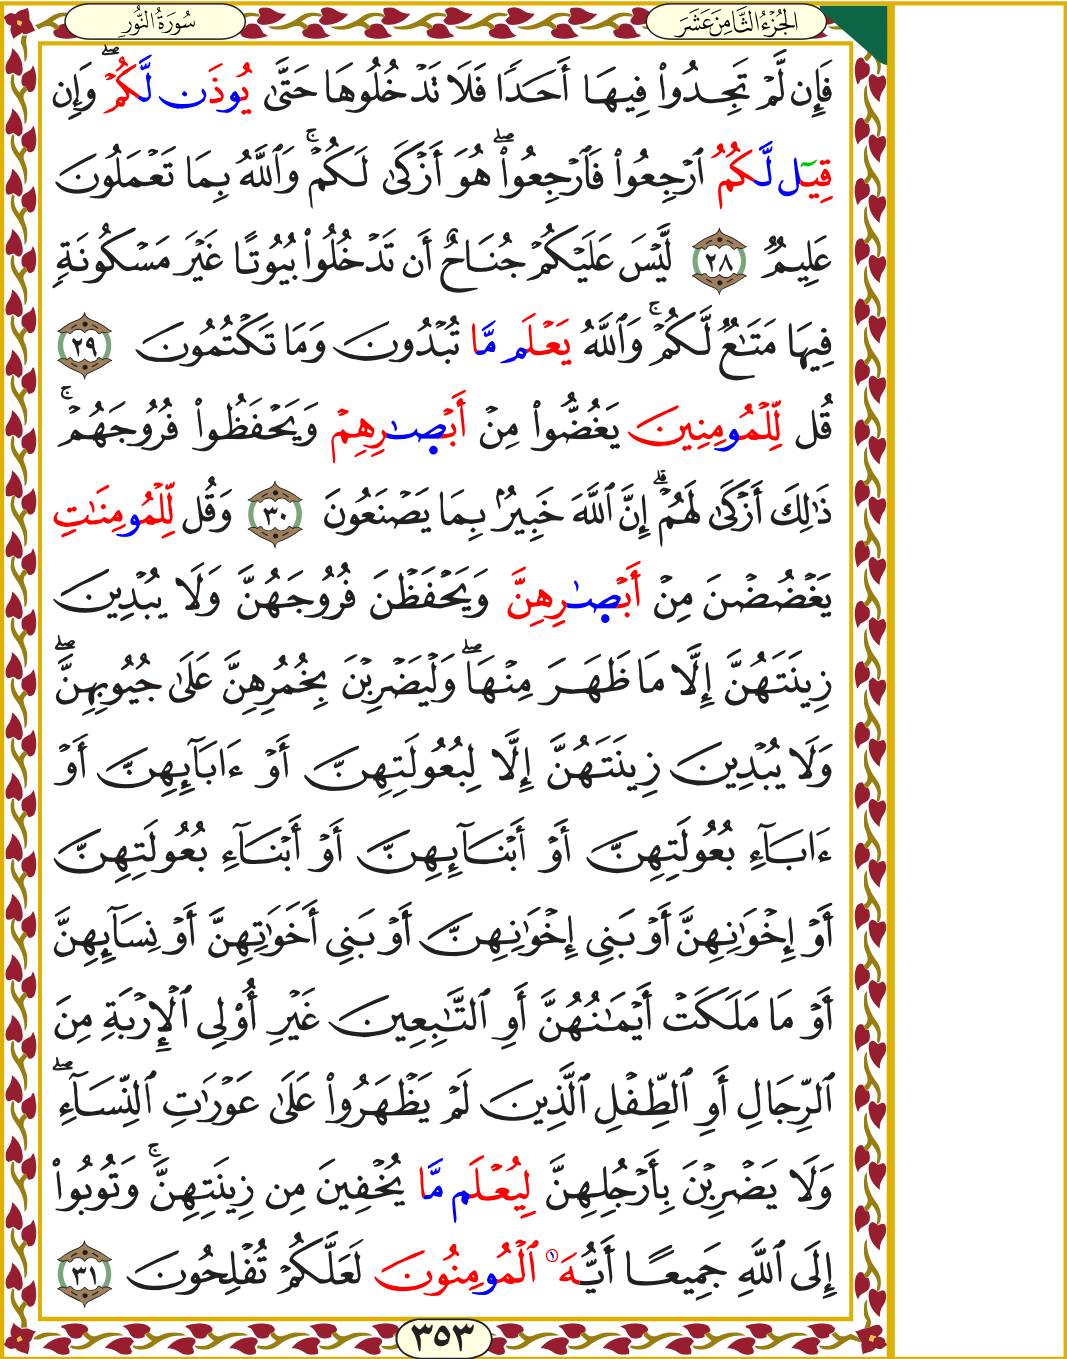 الجُزْءُ الثَّامِنَ عَشَرَ
سُورَةُ النُّورِ
فَإِن لَّمْ تَجِدُوا۟ فِيهَا أَحَدًا فَلَا تَدْخُلُوهَا حَتَّىٰ يُوذَن لَّكُمْ ۖ وَإِن
قِيل لَّكُمُ ٱرْجِعُوا۟ فَٱرْجِعُوا۟ ۖ هُوَ أَزْكَىٰ لَكُمْ ۚ وَٱللَّهُ بِمَا تَعْمَلُونَ
عَلِيمٌ ٢٨ لَّيْسَ عَلَيْكُمْ جُنَاحٌ أَن تَدْخُلُوا۟ بُيُوتًا غَيْرَ مَسْكُونَةٍ
فِيهَا مَتَـٰعٌ لَّكُمْ ۚ وَٱللَّهُ يَعْلَم مَّا تُبْدُونَ وَمَا تَكْتُمُونَ ٢٩
قُل لِّلْمُومِنِينَ يَغُضُّوا۟ مِنْ أَبْصَـٰرِهِمْ وَيَحْفَظُوا۟ فُرُوجَهُمْ ۚ
ذَٰلِكَ أَزْكَىٰ لَهُمْ ۗ إِنَّ ٱللَّهَ خَبِيرٌۢ بِمَا يَصْنَعُونَ ٣٠ وَقُل لِّلْمُومِنَـٰتِ
يَغْضُضْنَ مِنْ أَبْصَـٰرِهِنَّ وَيَحْفَظْنَ فُرُوجَهُنَّ وَلَا يُبْدِينَ
زِينَتَهُنَّ إِلَّا مَا ظَهَرَ مِنْهَا ۖ وَلْيَضْرِبْنَ بِخُمُرِهِنَّ عَلَىٰ جُيُوبِهِنَّ ۖ
وَلَا يُبْدِينَ زِينَتَهُنَّ إِلَّا لِبُعُولَتِهِنَّ أَوْ ءَابَآئِهِنَّ أَوْ
ءَابَآءِ بُعُولَتِهِنَّ أَوْ أَبْنَآئِهِنَّ أَوْ أَبْنَآءِ بُعُولَتِهِنَّ
أَوْ إِخْوَٰنِهِنَّ أَوْ بَنِى إِخْوَٰنِهِنَّ أَوْ بَنِى أَخَوَٰتِهِنَّ أَوْ نِسَآئِهِنَّ
أَوْ مَا مَلَكَتْ أَيْمَـٰنُهُنَّ أَوِ ٱلتَّـٰبِعِينَ غَيْرِ أُو۟لِى ٱلْإِرْبَةِ مِنَ
ٱلرِّجَالِ أَوِ ٱلطِّفْلِ ٱلَّذِينَ لَمْ يَظْهَرُوا۟ عَلَىٰ عَوْرَٰتِ ٱلنِّسَآءِ ۖ
وَلَا يَضْرِبْنَ بِأَرْجُلِهِنَّ لِيُعْلَم مَّا يُخْفِينَ مِن زِينَتِهِنَّ ۚ وَتُوبُوا۟
إِلَى ٱللَّهِ جَمِيعًا أَيُّهَ ١ ٱلْمُومِنُونَ لَعَلَّكُمْ تُفْلِحُونَ ٣١
٣٥٣